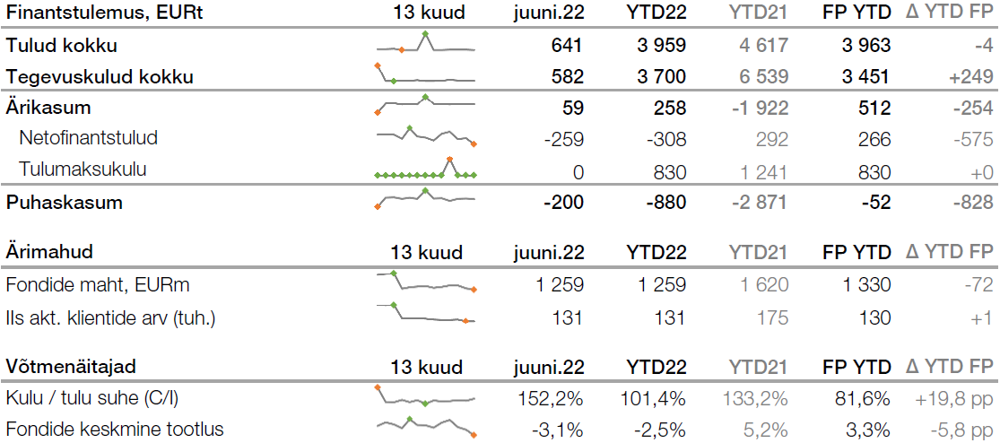 Finantstulemus, EURt 13 kuud juuni.22 YTD22 YTD21 FP YTD Δ YTD FP
Tulud kokku 641 3 959 4 617 3 963 -4
Tegevuskulud kokku 582 3 700 6 539 3 451 +249
Ärikasum 59 258 -1 922 512 -254
Netofinantstulud -259 -308 292 266 -575
Tulumaksukulu 0 830 1 241 830 +0
Puhaskasum -200 -880 -2 871 -52 -828
Ärimahud 13 kuud juuni.22 YTD22 YTD21 FP YTD Δ YTD FP
Fondide maht, EURm 1 259 1 259 1 620 1 330 -72
IIs akt. klientide arv (tuh.) 131 131 175 130 +1
Võtmenäitajad 13 kuud juuni.22 YTD22 YTD21 FP YTD Δ YTD FP
Kulu / tulu suhe (C/I) 152,2% 101,4% 133,2% 81,6% +19,8 pp
Fondide keskmine tootlus -3,1% -2,5% 5,2% 3,3% -5,8 pp